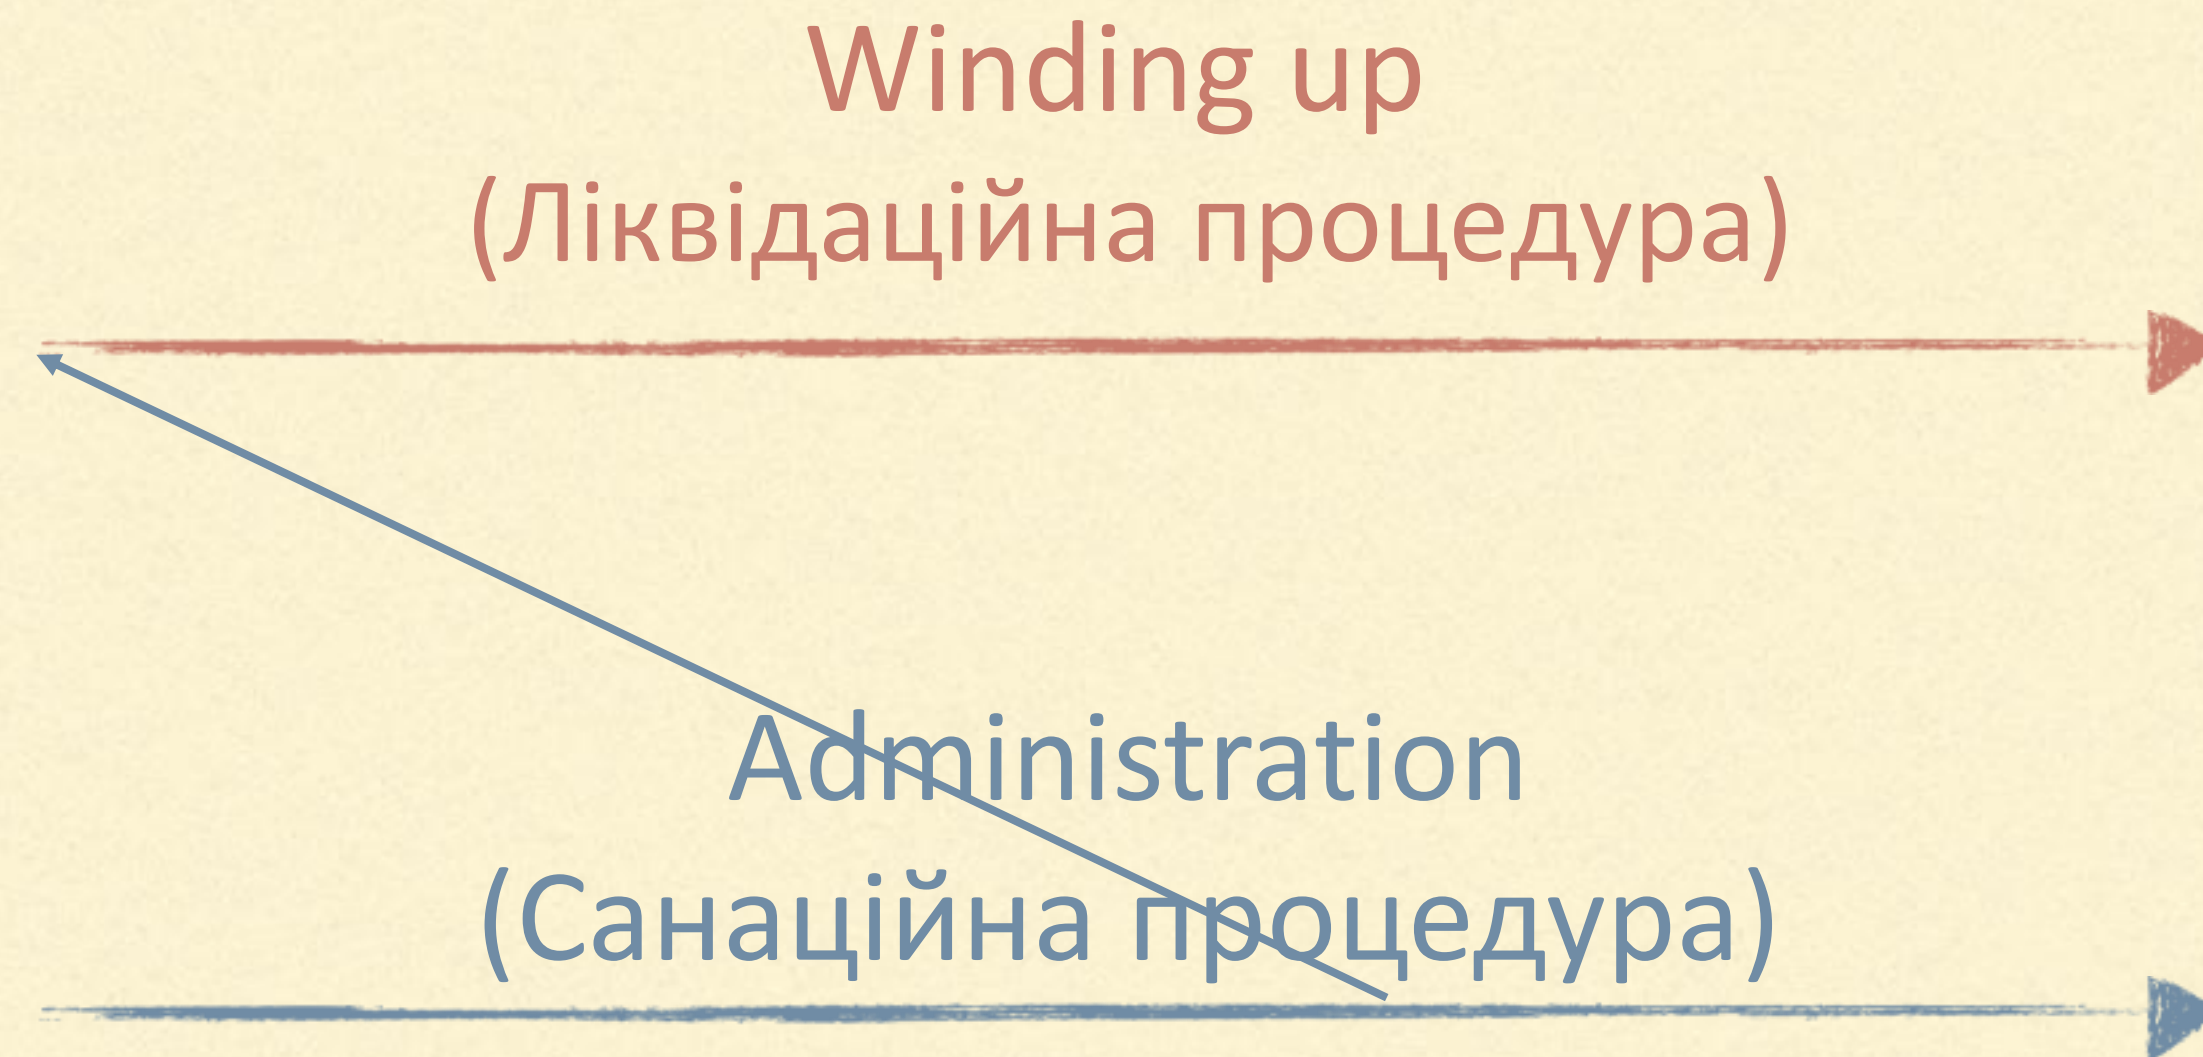 Winding up
(Ліквідаційна процедура)
Administration
(Санаційна процедура)